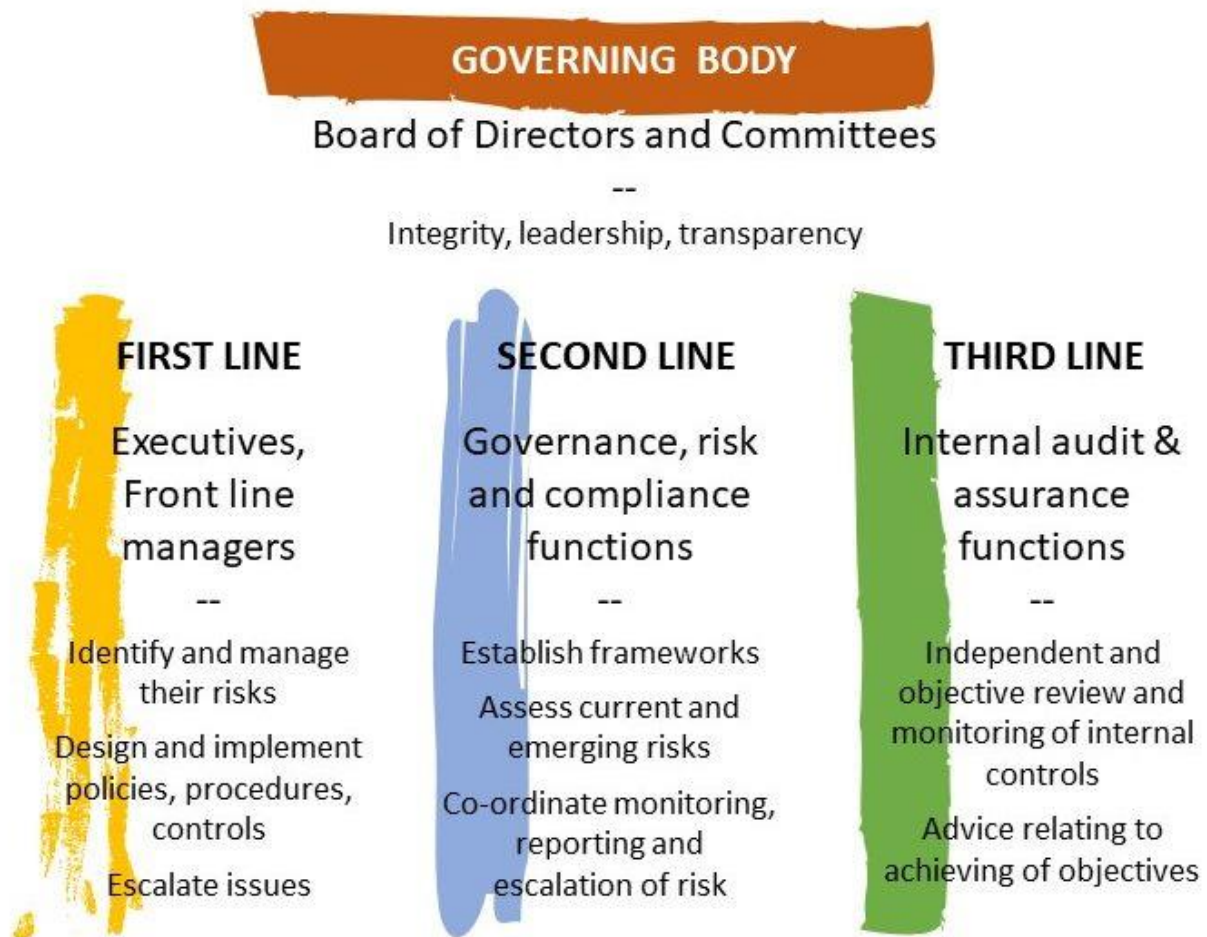 GOVERNING BODY
Board of Directors and Committees
--
Integrity, leadership, transparency
FIRST LINE
Executives,
Front line
managers
--
Identify and manage
their risks
Design and implement
policies, procedures,
controls
Escalate issues
SECOND LINE
Governance, risk
and compliance
functions
--
Establish frameworks
Assess current and
emerging risks
Co-ordinate monitoring,
reporting and
escalation of risk
THIRD LINE
Internal audit &
assurance
functions
--
Independent and
objective review and
monitoring of internal
controls
Advice relating to
achieving of objectives